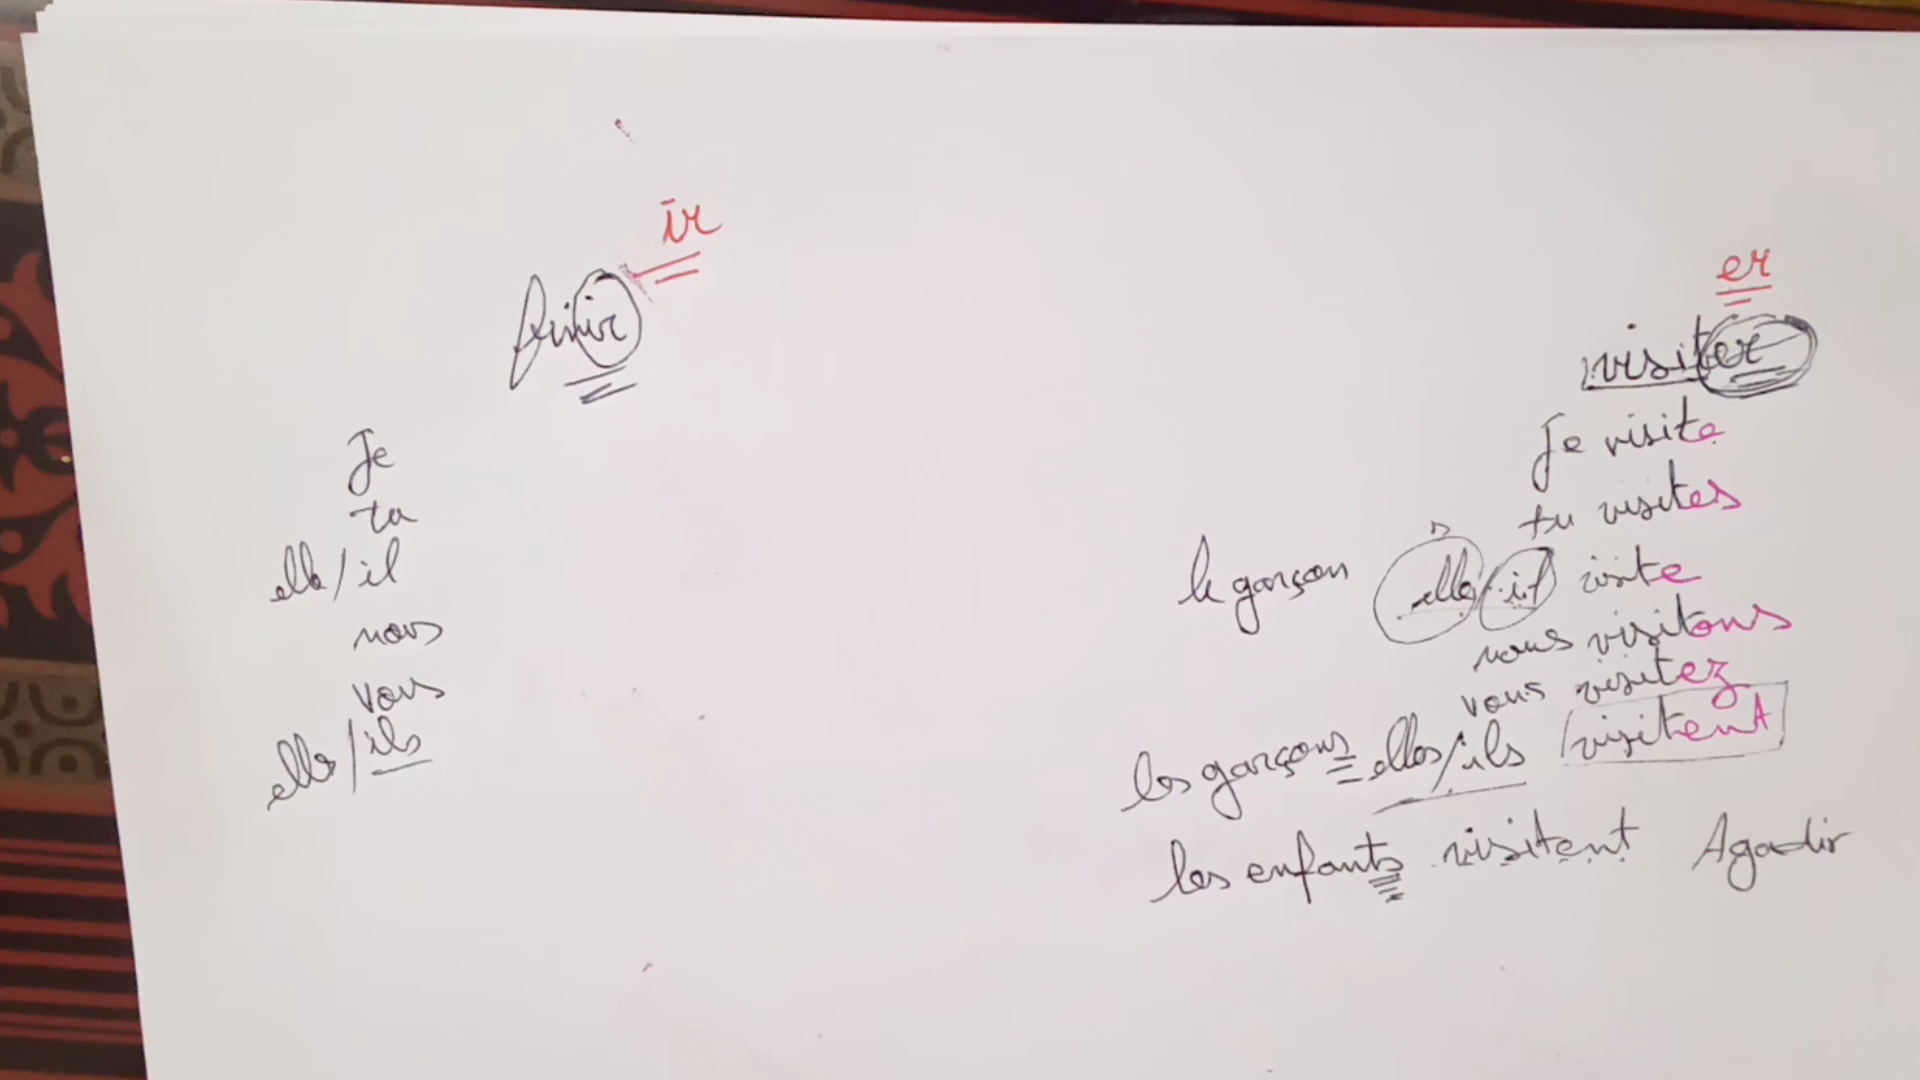 ir
finir
Je
tu
elle/il
nous
vous
elles/ils
er
visiter
Je visite
tu visites
le garçon elle/il visite
nous visitons
vous visitez
les garçons = elles/ils visitent
les enfants visitent Agadir